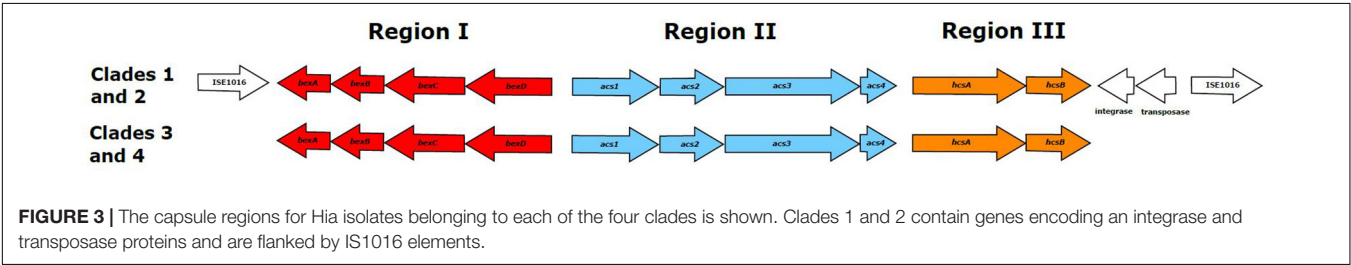 Region I Region II Region III
Clades 1 and 2
ISE1016 bexA bexB bexC bexD acs1 acs2 acs3 acs4 hcsA hcsB ISE1016
integrase transposase
Clades 3 and 4
bexA bexB bexC bexD acs1 acs2 acs3 acs4 hcsA hcsB
FIGURE 3 | The capsule regions for Hia isolates belonging to each of the four clades is shown. Clades 1 and 2 contain genes encoding an integrase and
transposase proteins and are flanked by IS1016 elements.